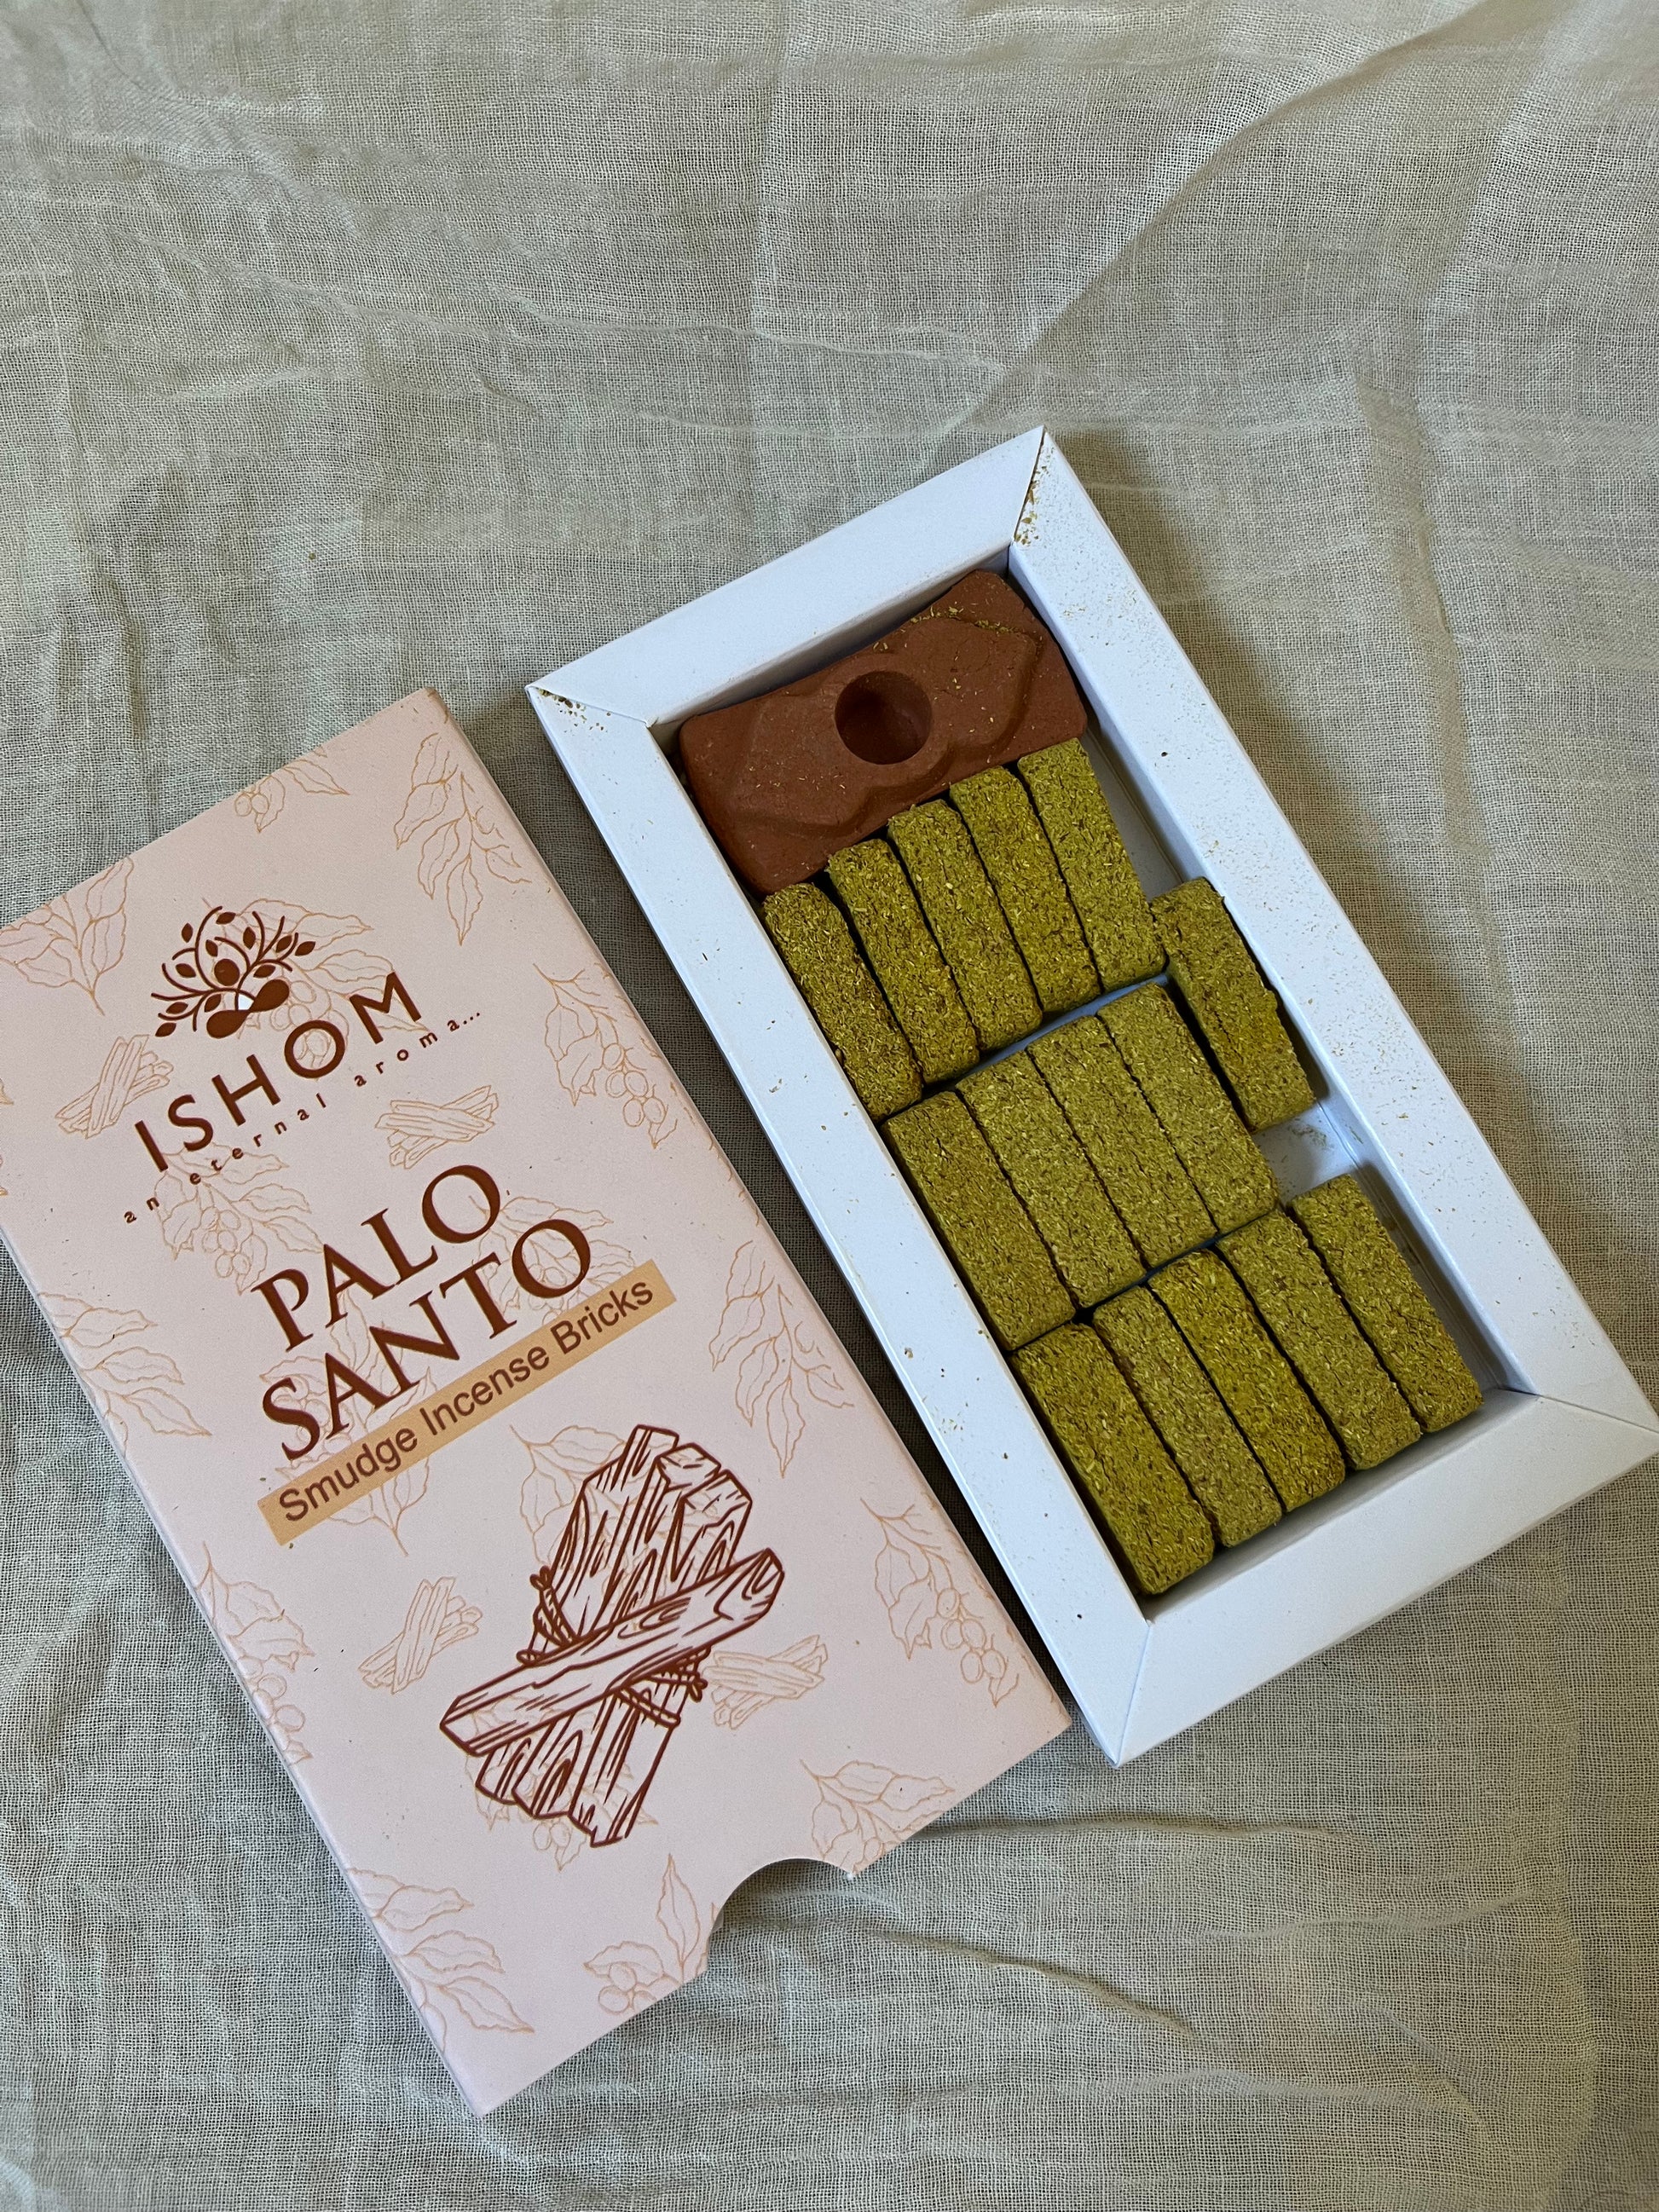 ISHOM
an eternal aroma...
PALO
SANTO
Smudge Incense Bricks